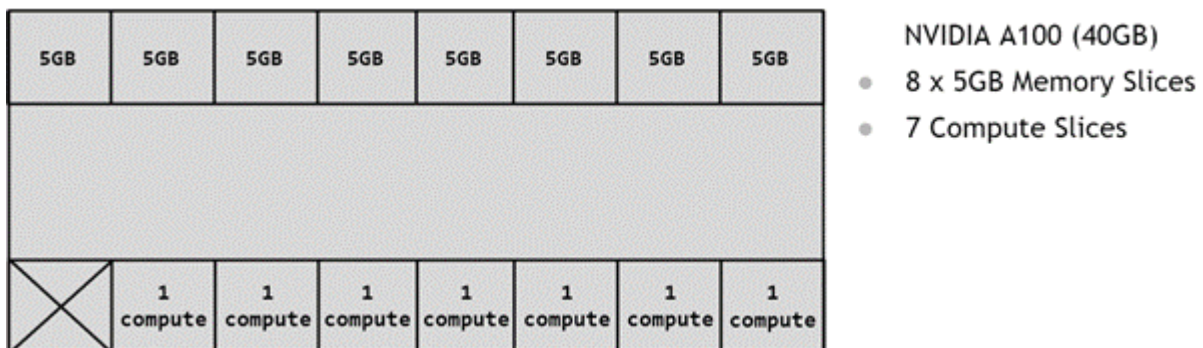 5GB 5GB 5GB 5GB 5GB 5GB 5GB 5GB
1 1 1 1 1 1 1
compute compute compute compute compute compute compute
NVIDIA A100 (40GB)
8 x 5GB Memory Slices
7 Compute Slices